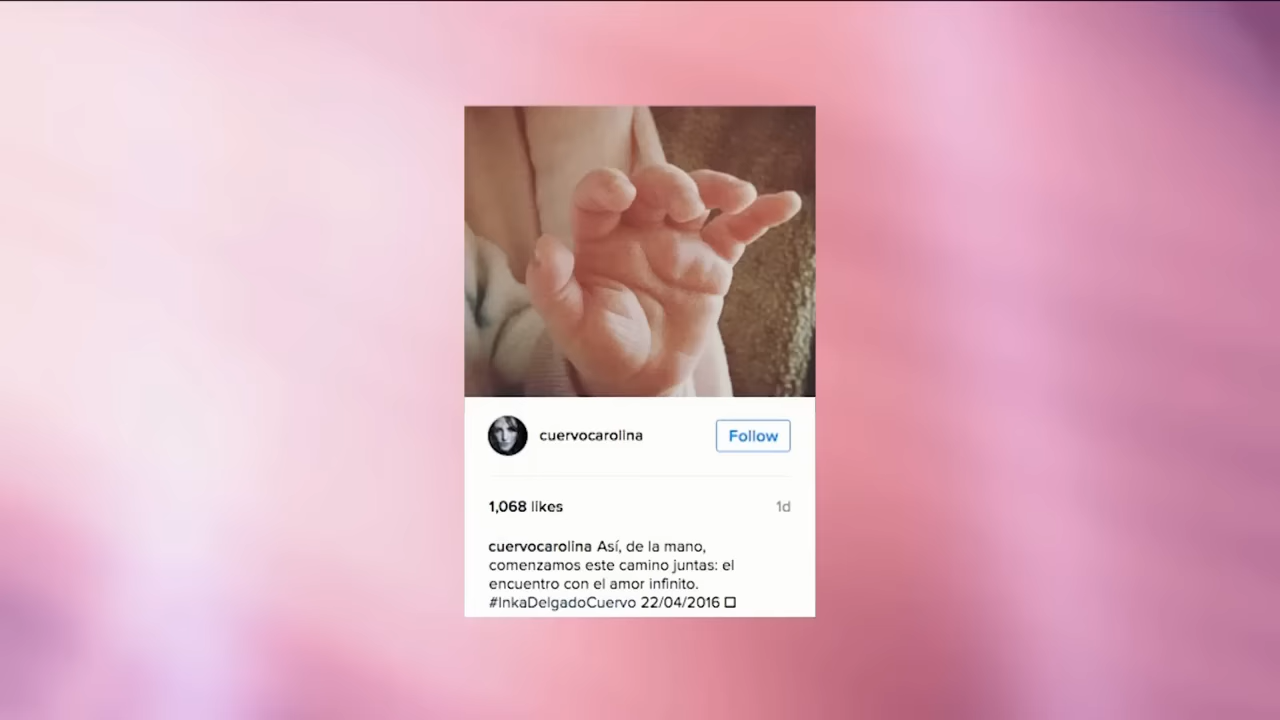 cuervocarolina
Follow
1,068 likes
1d
cuervocarolina Así, de la mano,
comenzamos este camino juntas: el
encuentro con el amor infinito.
#InkaDelgadoCuervo 22/04/2016